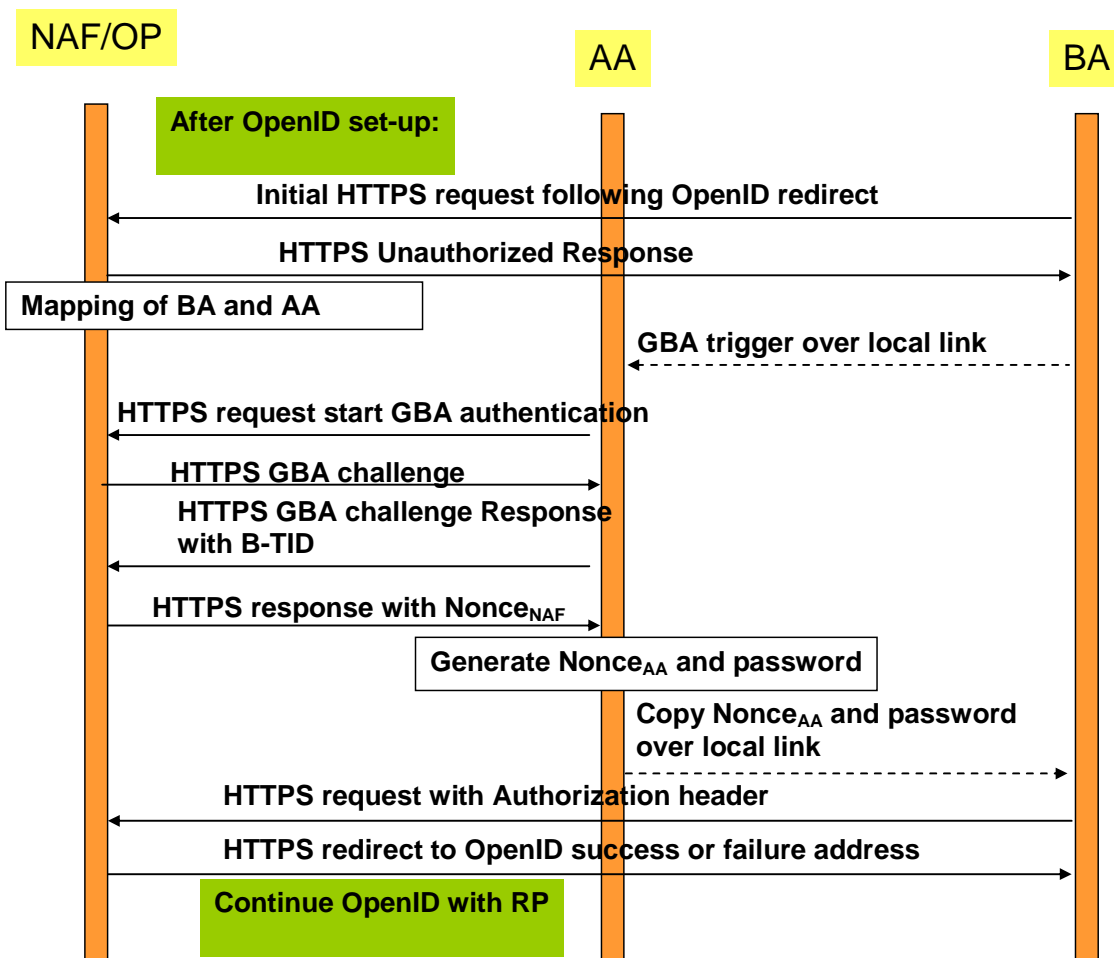 NAF/OP
AA
BA
After OpenID set-up:
Initial HTTPS request following OpenID redirect
HTTPS Unauthorized Response
Mapping of BA and AA
GBA trigger over local link
HTTPS request start GBA authentication
HTTPS GBA challenge
HTTPS GBA challenge Response
with B-TID
HTTPS response with Nonce_NAF
Generate Nonce_AA and password
Copy Nonce_AA and password
over local link
HTTPS request with Authorization header
HTTPS redirect to OpenID success or failure address
Continue OpenID with RP